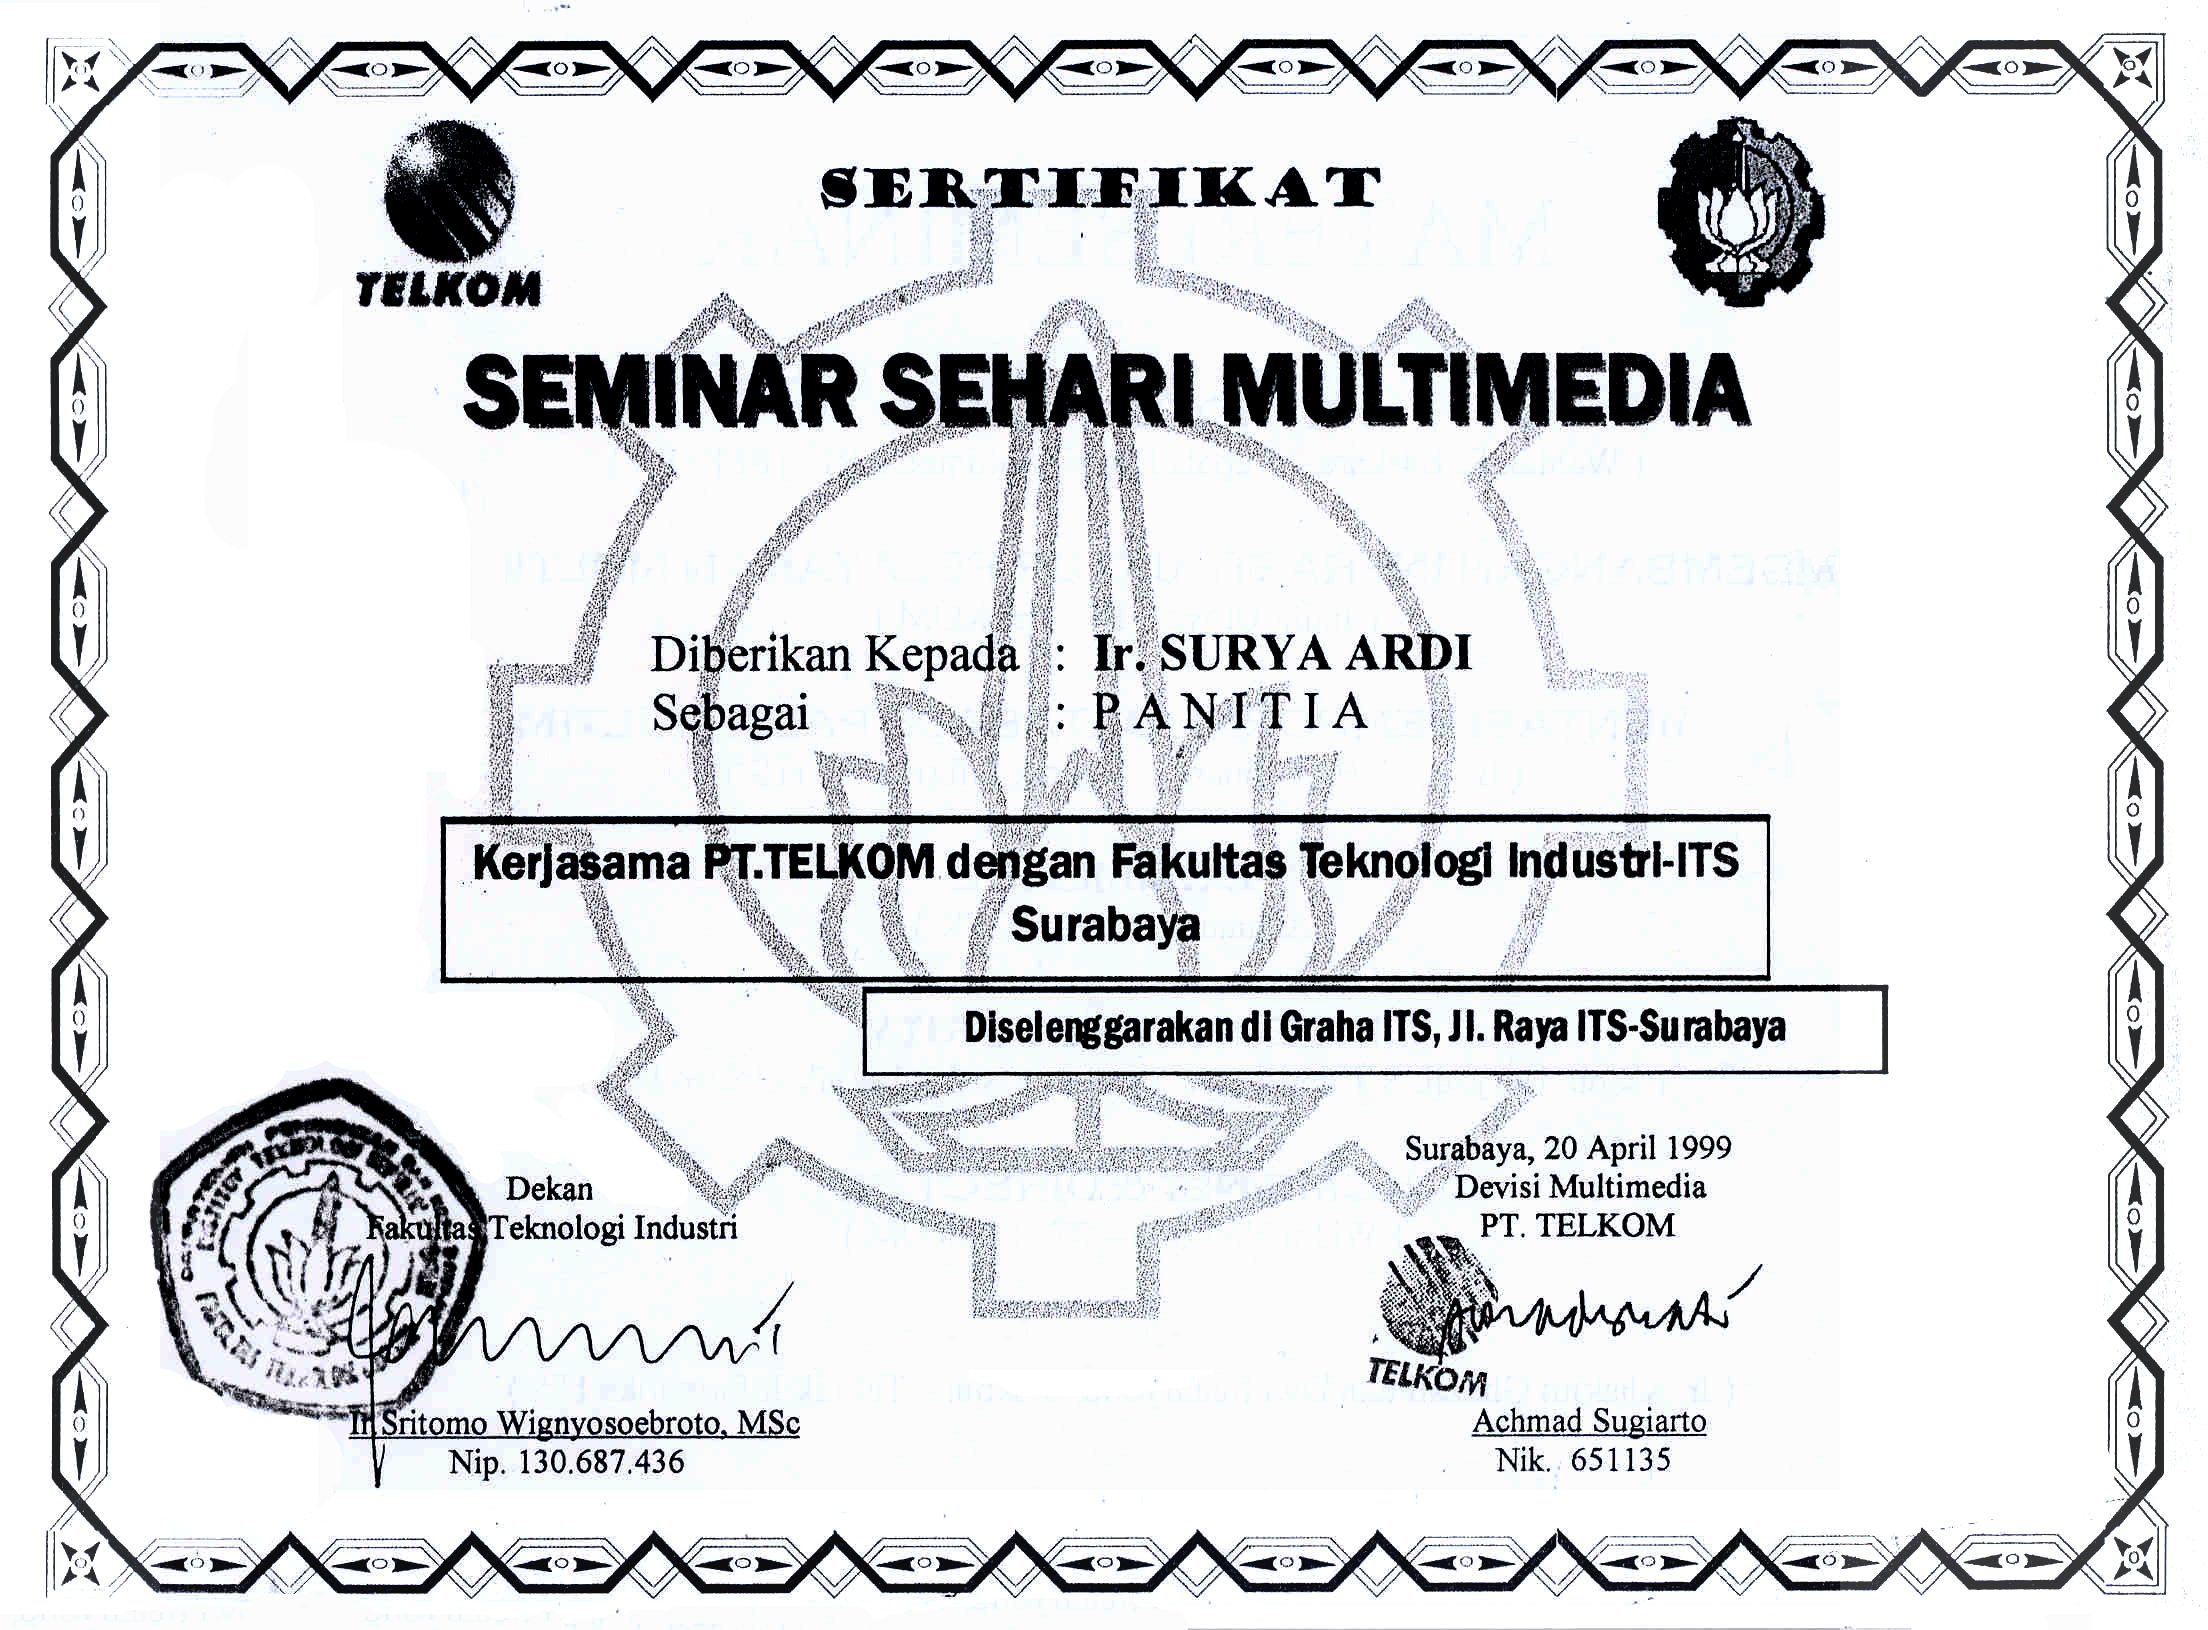 TELKOM
SERTIFIKAT
SEMINAR SEHARI MULTIMEDIA
Diberikan Kepada : Ir. SURYA ARDI
Sebagai : P A N I T I A
Kerjasama PT.TELKOM dengan Fakultas Teknologi Industri-ITS
Surabaya
Diselenggarakan di Graha ITS, Jl. Raya ITS-Surabaya
Dekan
Fakultas Teknologi Industri
Ir Sritomo Wignyosoebroto, MSc
Nip. 130.687.436
Surabaya, 20 April 1999
Devisi Multimedia
PT. TELKOM
TELKOM
Achmad Sugiarto
Nik. 651135